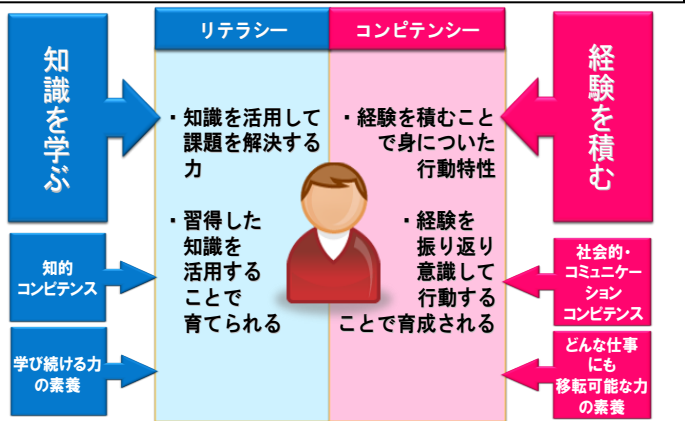 知識を学ぶ
リテラシー
コンピテンシー
経験を積む
・知識を活用して
課題を解決する
力
・習得した
知識を
活用する
ことで
育てられる
・経験を積むこと
で身についた
行動特性
・経験を
振り返り
意識して
行動する
ことで育成される
知的
コンピテンス
学び続ける力
の素養
社会的・
コミュニケー
ション
コンピテンス
どんな仕事
にも
移転可能な力
の素養